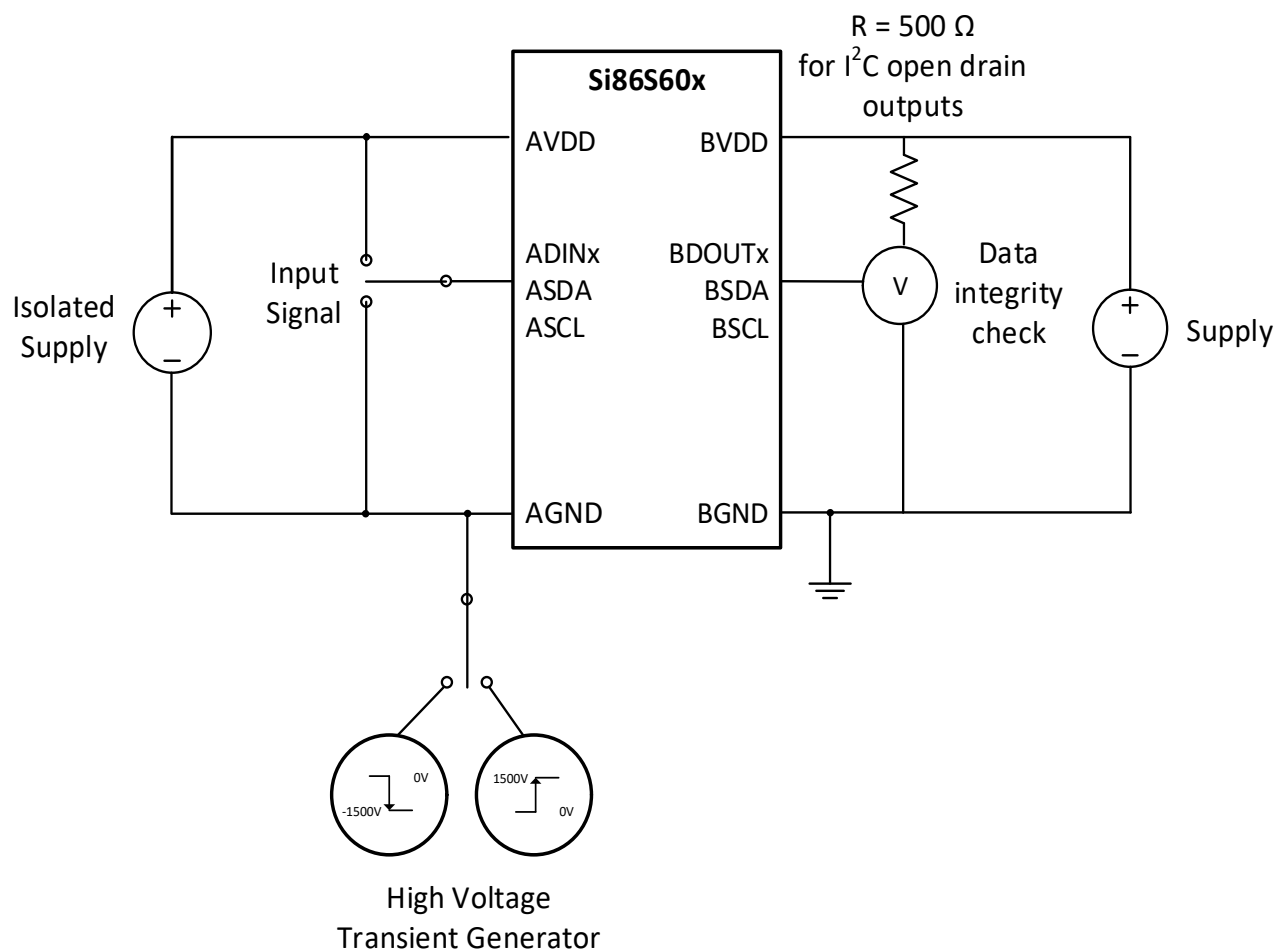 R = 500 Ω
for I²C open drain
outputs
Si86S60x
AVDD
BVDD
ADINx
BDOUTx
ASDA
BSDA
ASCL
BSCL
Input
Signal
Isolated
Supply
+
−
V
Data
integrity
check
+
−
Supply
AGND
BGND
0V
-1500V
1500V
0V
High Voltage
Transient Generator